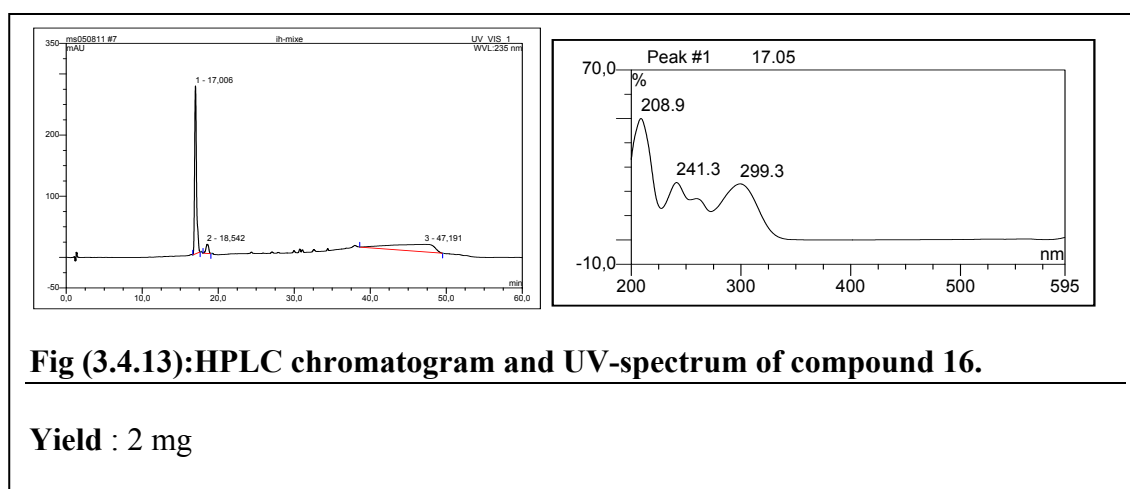 ms050811 #7 ih-mixe UV_VIS_1
mAU WVL:235 nm
350
200
100
-50
1 - 17,006
2 - 18,542
3 - 47,191
0,0 10,0 20,0 30,0 40,0 50,0 60,0
min
Peak #1 17.05
70,0
%
208.9
241.3
299.3
-10,0
nm
200 300 400 500 595
Fig (3.4.13):HPLC chromatogram and UV-spectrum of compound 16.
Yield : 2 mg